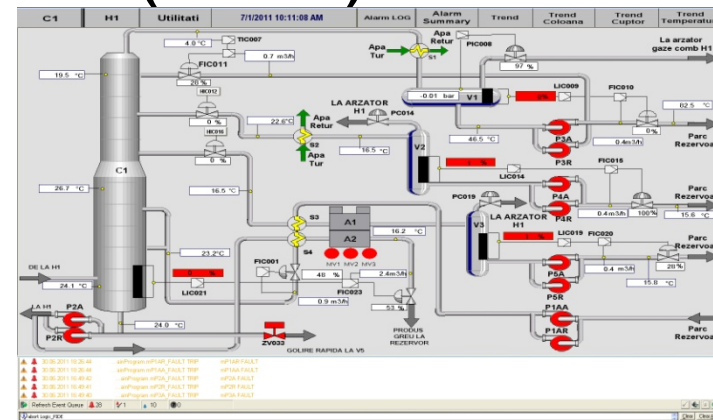 C1 H1 Utilitati 7/1/2011 10:11:08 AM Alarm LOG Alarm Summary Trend Trend Coloana Trend Cuptor Trend Temperatu
4.0 °C TIC007
0.7 m3/h
FIC011
20 %
19.5 °C
HIC012
0 %
HIC016
0 %
Apa Tur
Apa Retur
S1
PIC008
97 %
La arzator
gaze comb H1
-0.01 bar V1
LIC009
FIC010
62.5 °C
0%
0.4m3/h
46.5 °C
P3A
P3R
Parc
Rezervoa
LA ARZATOR
H1
PC014
22.6°C
Apa
Retur
S2
Apa
Tur
16.5 °C
V2
LIC014
FIC015
P4A
P4R
0.4m3/h
100%
15.6 °C
Parc
Rezervoa
C1
26.7 °C
16.5 °C
S3
S4
A1
A2
MV1 MV2 MV3
16.2 °C
PC019
LA ARZATOR
H1
V3
LIC019
FIC020
0.4 m3/h
20%
15.8 °C
P5A
P5R
Parc
Rezervoa
23.2°C
LIC021
FIC001
48 %
0.9 m3/h
2.4m3/h
FIC023
53 %
PRODUS
GREU LA
REZERVOR
P1AA
P1AR
Parc
Rezervoa
DE LA H1
24.1 °C
LA H1
P2A
P2R
24.0 °C
ZV033
GOLIRE RAPIDA LA V5
Refresh Event Queue